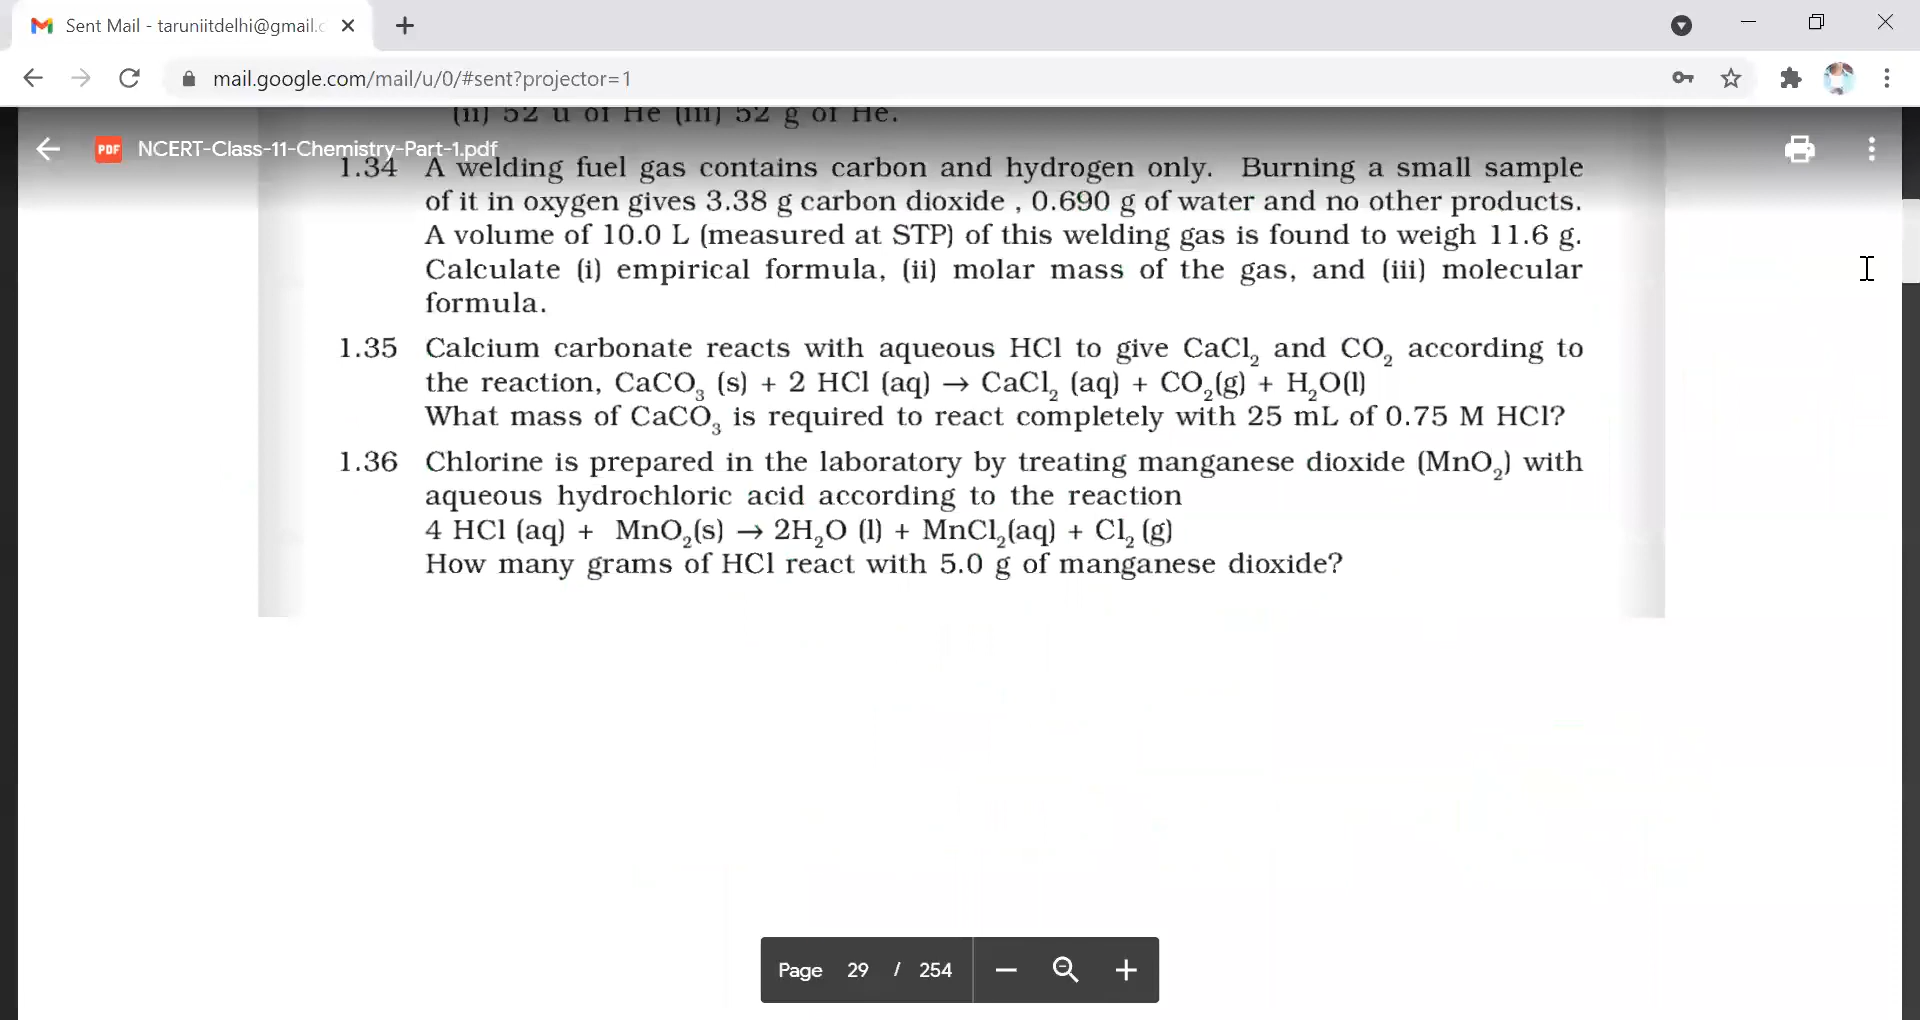 Sent Mail - taruniitdelhi@gmail.c
mail.google.com/mail/u/0/#sent?projector=1
(ii) 52 u of He (iii) 52 g of He.
NCERT-Class-11-Chemistry-Part-1.pdf
1.34 A welding fuel gas contains carbon and hydrogen only. Burning a small sample
of it in oxygen gives 3.38 g carbon dioxide , 0.690 g of water and no other products.
A volume of 10.0 L (measured at STP) of this welding gas is found to weigh 11.6 g.
Calculate (i) empirical formula, (ii) molar mass of the gas, and (iii) molecular
formula.
1.35 Calcium carbonate reacts with aqueous HCl to give CaCl₂ and CO₂ according to
the reaction, CaCO₃ (s) + 2 HCl (aq) → CaCl₂ (aq) + CO₂(g) + H₂O(l)
What mass of CaCO₃ is required to react completely with 25 mL of 0.75 M HCl?
1.36 Chlorine is prepared in the laboratory by treating manganese dioxide (MnO₂) with
aqueous hydrochloric acid according to the reaction
4 HCl (aq) + MnO₂(s) → 2H₂O (l) + MnCl₂(aq) + Cl₂ (g)
How many grams of HCl react with 5.0 g of manganese dioxide?
Page 29 / 254